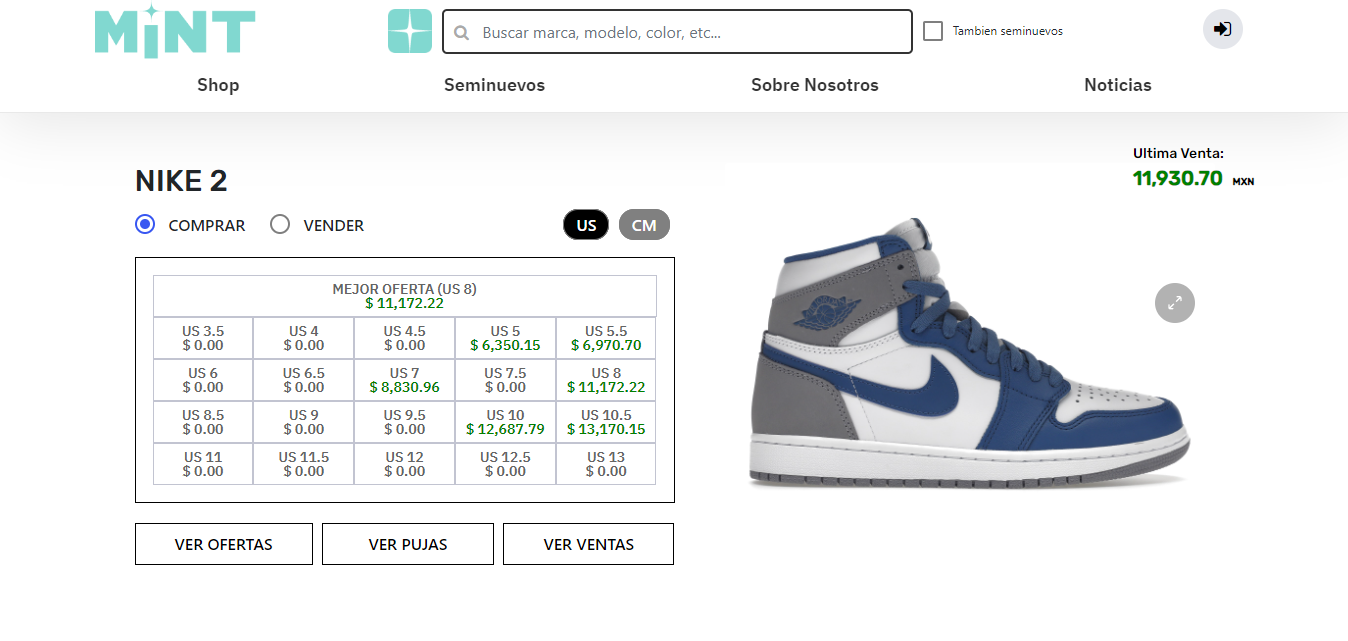 MiNT
Buscar marca, modelo, color, etc...
Tambien seminuevos
Shop
Seminuevos
Sobre Nosotros
Noticias
Ultima Venta:
11,930.70 MXN
NIKE 2
COMPRAR
VENDER
US
CM
MEJOR OFERTA (US 8)
$ 11,172.22
US 3.5
$ 0.00
US 4
$ 0.00
US 4.5
$ 0.00
US 5
$ 6,350.15
US 5.5
$ 6,970.70
US 6
$ 0.00
US 6.5
$ 0.00
US 7
$ 8,830.96
US 7.5
$ 0.00
US 8
$ 11,172.22
US 8.5
$ 0.00
US 9
$ 0.00
US 9.5
$ 0.00
US 10
$ 12,687.79
US 10.5
$ 13,170.15
US 11
$ 0.00
US 11.5
$ 0.00
US 12
$ 0.00
US 12.5
$ 0.00
US 13
$ 0.00
VER OFERTAS
VER PUJAS
VER VENTAS